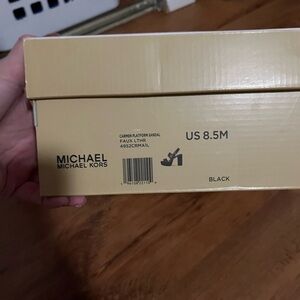 CARMEN PLATFORM SANDAL
FAUX LTHR
US 8.5M
MICHAEL
MICHAEL KORS
BLACK